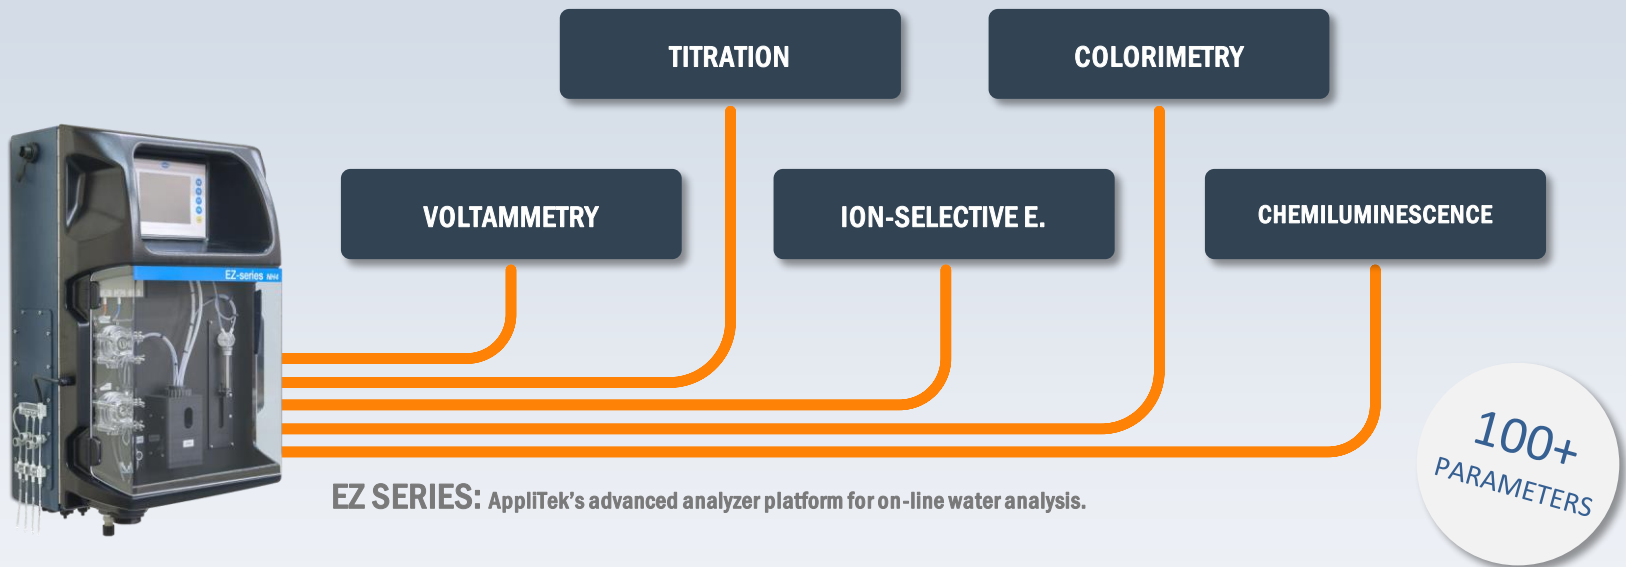 TITRATION
COLORIMETRY
VOLTAMMETRY
ION-SELECTIVE E.
CHEMILUMINESCENCE
EZ-series
EZ SERIES: AppliTek's advanced analyzer platform for on-line water analysis.
100+
PARAMETERS